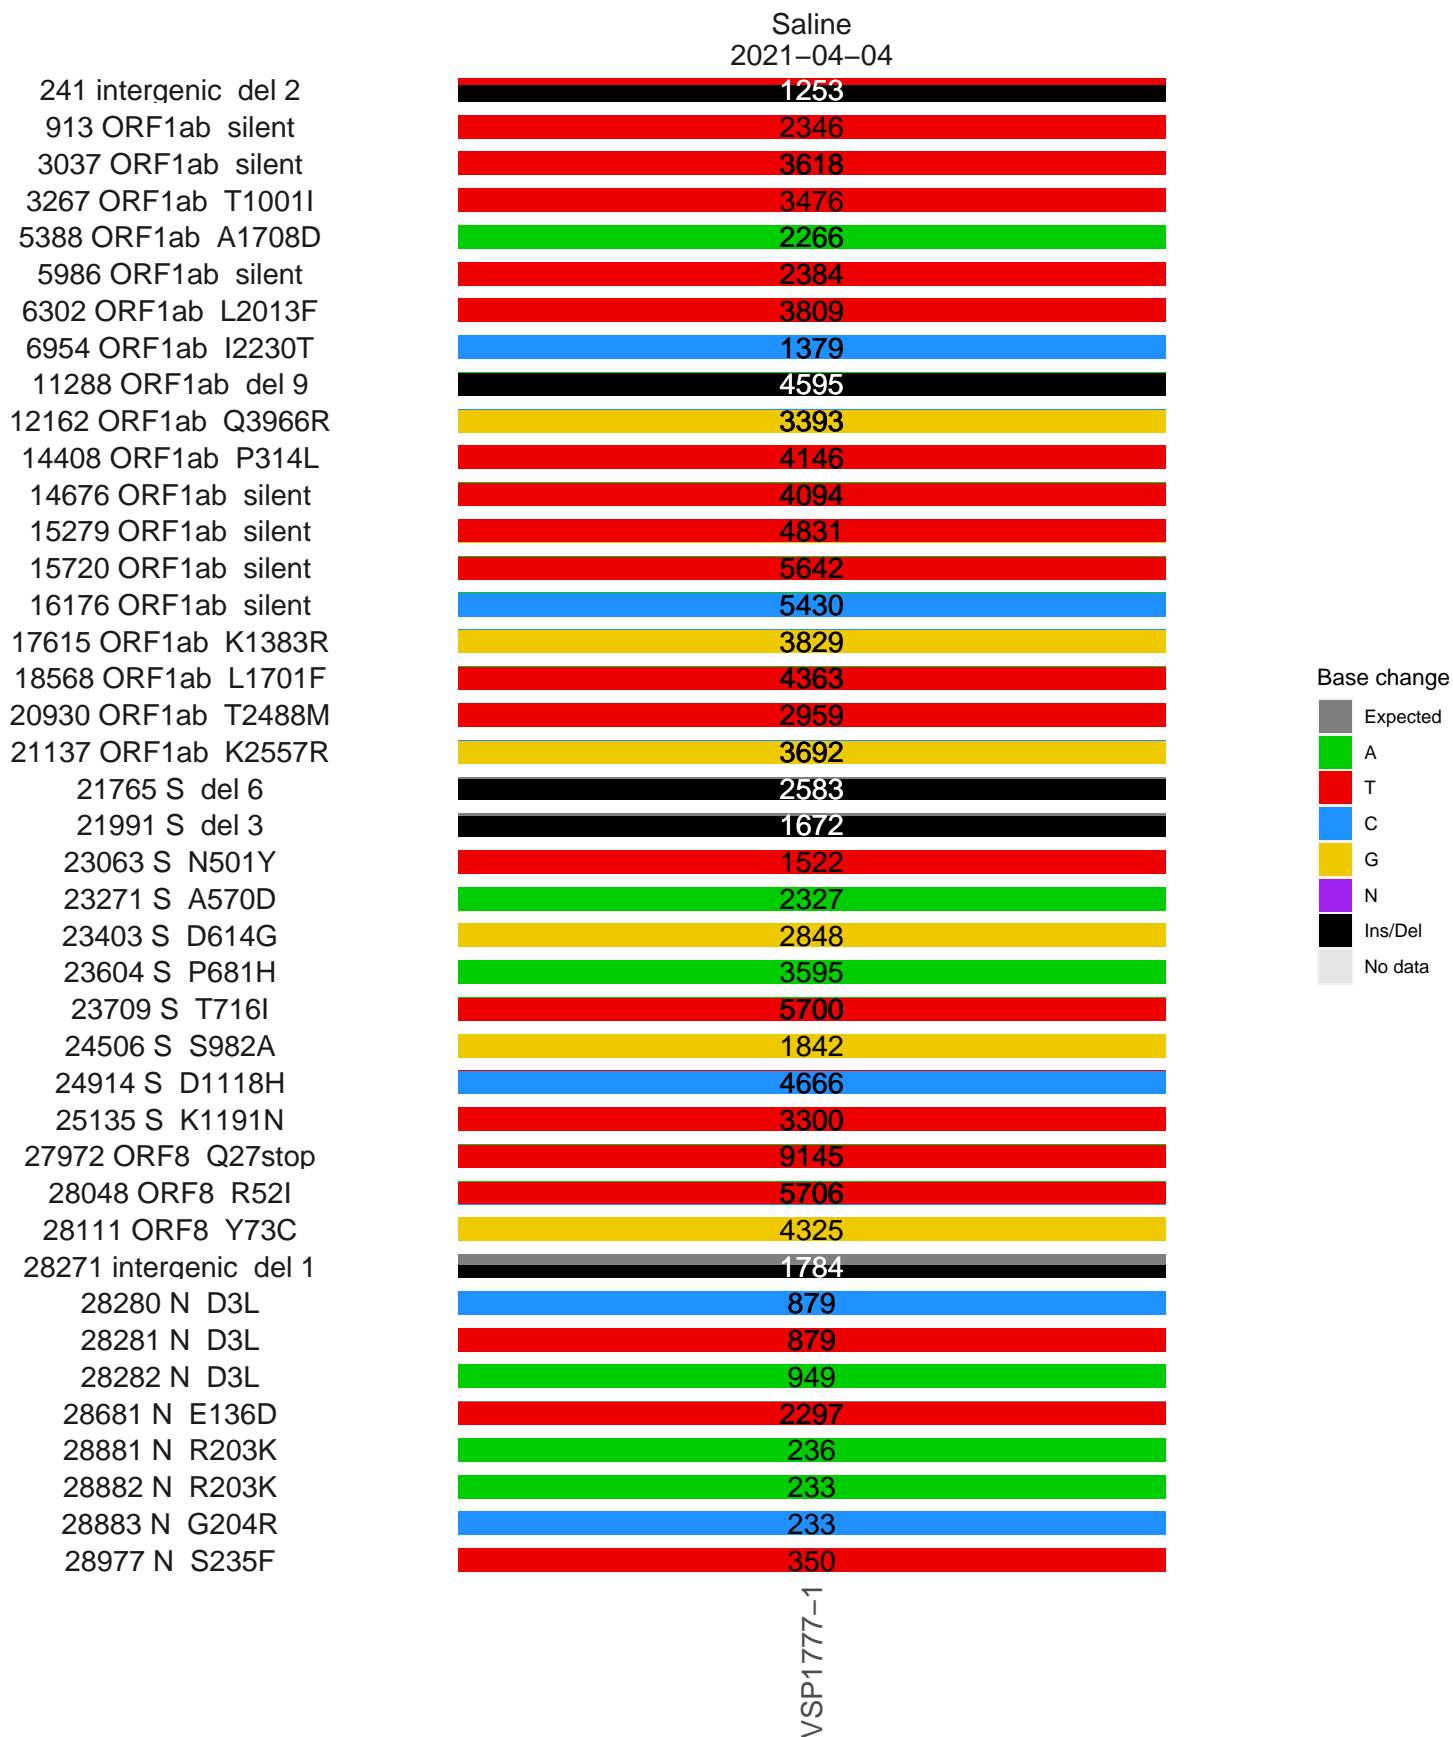 Saline
2021−04−04
241 intergenic del 2 1253
913 ORF1ab silent 2346
3037 ORF1ab silent 3618
3267 ORF1ab T1001I 3476
5388 ORF1ab A1708D 2266
5986 ORF1ab silent 2384
6302 ORF1ab L2013F 3809
6954 ORF1ab I2230T 1379
11288 ORF1ab del 9 4595
12162 ORF1ab Q3966R 3393
14408 ORF1ab P314L 4146
14676 ORF1ab silent 4094
15279 ORF1ab silent 4831
15720 ORF1ab silent 5642
16176 ORF1ab silent 5430
17615 ORF1ab K1383R 3829
18568 ORF1ab L1701F 4363
20930 ORF1ab T2488M 2959
21137 ORF1ab K2557R 3692
21765 S del 6 2583
21991 S del 3 1672
23063 S N501Y 1522
23271 S A570D 2327
23403 S D614G 2848
23604 S P681H 3595
23709 S T716I 5700
24506 S S982A 1842
24914 S D1118H 4666
25135 S K1191N 3300
27972 ORF8 Q27stop 9145
28048 ORF8 R52I 5706
28111 ORF8 Y73C 4325
28271 intergenic del 1 1784
28280 N D3L 879
28281 N D3L 879
28282 N D3L 949
28681 N E136D 2297
28881 N R203K 236
28882 N R203K 233
28883 N G204R 233
28977 N S235F 350
VSP1777−1
Base change
Expected
A
T
C
G
N
Ins/Del
No data